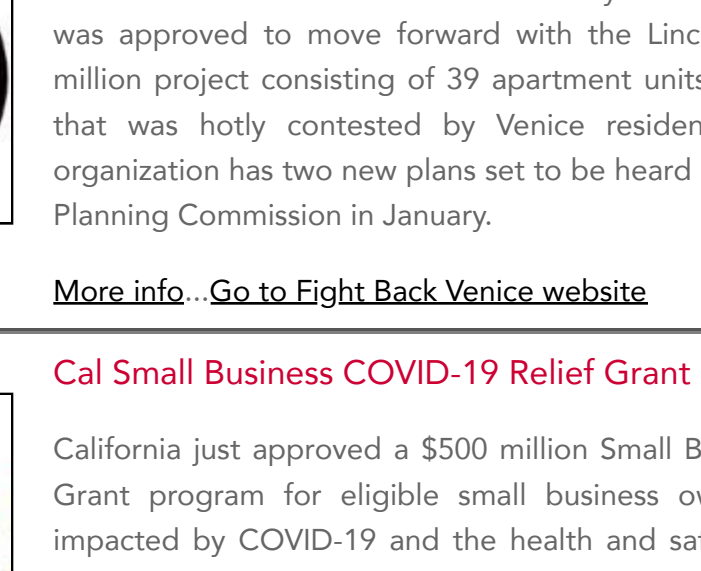 was approved to move forward with the Linc
million project consisting of 39 apartment units
that was hotly contested by Venice residen
organization has two new plans set to be heard
Planning Commission in January.
More info...Go to Fight Back Venice website
Cal Small Business COVID-19 Relief Grant
California just approved a $500 million Small B
Grant program for eligible small business ow
impacted by COVID-19 and the health and saf